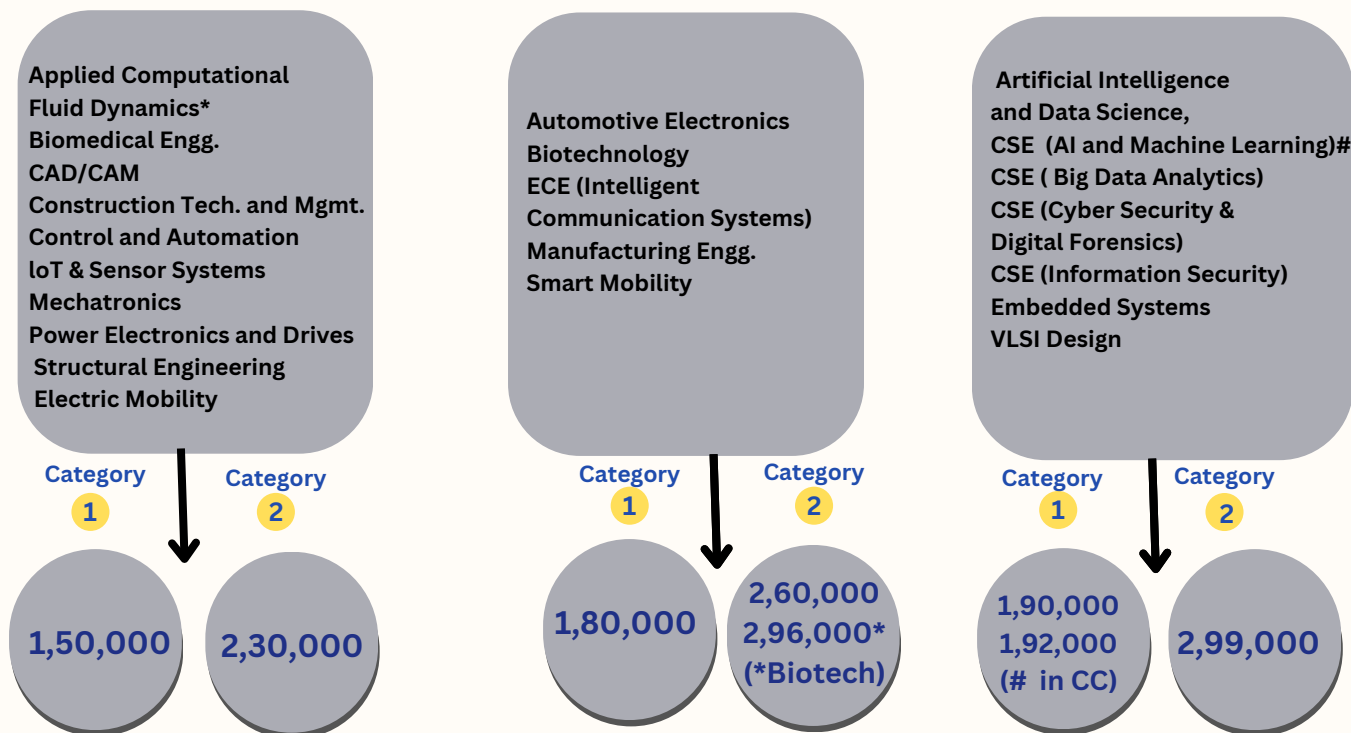 Applied Computational
Fluid Dynamics*
Biomedical Engg.
CAD/CAM
Construction Tech. and Mgmt.
Control and Automation
IoT & Sensor Systems
Mechatronics
Power Electronics and Drives
Structural Engineering
Electric Mobility
Category
1
Category
2
1,50,000
2,30,000
Automotive Electronics
Biotechnology
ECE (Intelligent
Communication Systems)
Manufacturing Engg.
Smart Mobility
Category
1
Category
2
1,80,000
2,60,000
2,96,000*
(*Biotech)
Artificial Intelligence
and Data Science,
CSE (AI and Machine Learning)#
CSE ( Big Data Analytics)
CSE (Cyber Security &
Digital Forensics)
CSE (Information Security)
Embedded Systems
VLSI Design
Category
1
Category
2
1,90,000
1,92,000
(# in CC)
2,99,000